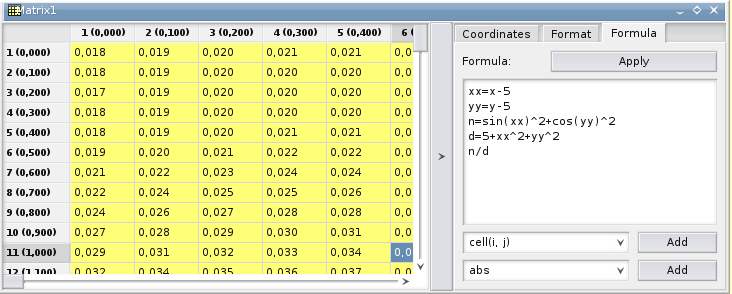 Matrix1
1 (0,000) 2 (0,100) 3 (0,200) 4 (0,300) 5 (0,400) 6 (
1 (0,000) 0,018 0,019 0,020 0,021 0,021 0,0
2 (0,100) 0,018 0,019 0,020 0,020 0,020 0,0
3 (0,200) 0,017 0,019 0,020 0,020 0,020 0,0
4 (0,300) 0,018 0,019 0,020 0,020 0,020 0,0
5 (0,400) 0,018 0,019 0,020 0,021 0,021 0,0
6 (0,500) 0,019 0,020 0,021 0,022 0,022 0,0
7 (0,600) 0,021 0,022 0,023 0,024 0,024 0,0
8 (0,700) 0,022 0,024 0,025 0,025 0,026 0,0
9 (0,800) 0,024 0,026 0,027 0,028 0,028 0,0
10 (0,900) 0,027 0,028 0,029 0,030 0,031 0,0
11 (1,000) 0,029 0,031 0,032 0,033 0,034 0,0
12 (1,100) 0,032 0,034 0,035 0,036 0,037 0,0
Coordinates Format Formula
Formula: Apply
xx=x-5
yy=y-5
n=sin(xx)^2+cos(yy)^2
d=5+xx^2+yy^2
n/d
cell(i, j) Add
abs Add